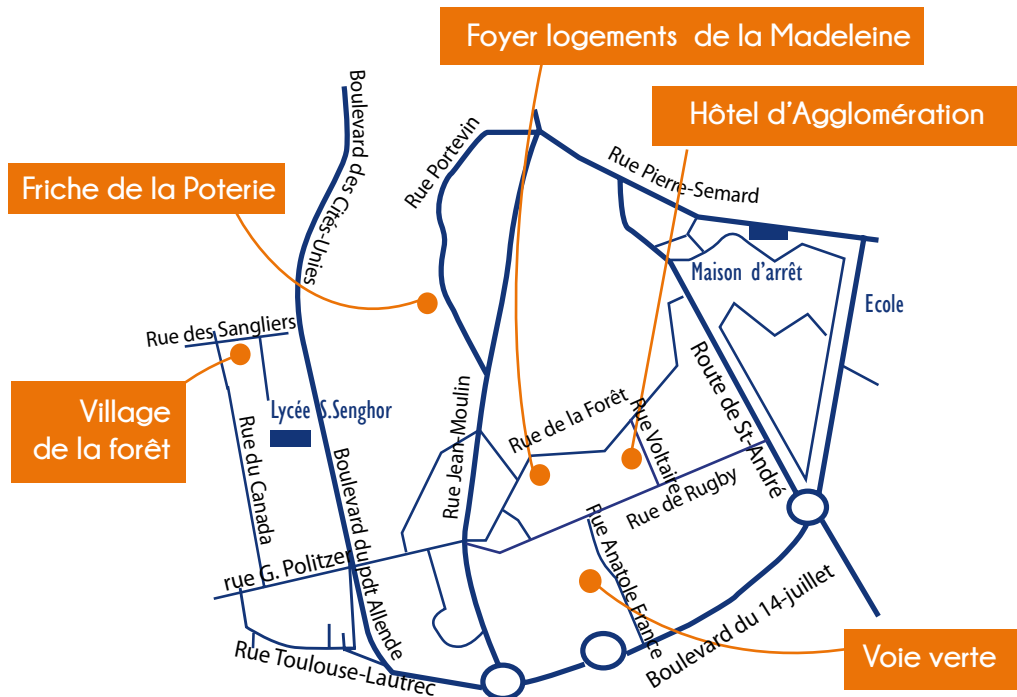 Foyer logements de la Madeleine
Hôtel d'Agglomération
Boulevard des Cités-Unies
Rue Portevin
Rue Pierre-Semard
Friche de la Poterie
Maison d'arrêt
Ecole
Rue des Sangliers
Village
de la forêt
Lycée S.Senghor
Rue du Canada
Boulevard du pdt Allende
Rue Jean-Moulin
Rue de la Forêt
Rue Voltaire
Route de St-André
Rue de Rugby
Rue Anatole France
rue G. Politzer
Boulevard du 14-juillet
Rue Toulouse-Lautrec
Voie verte